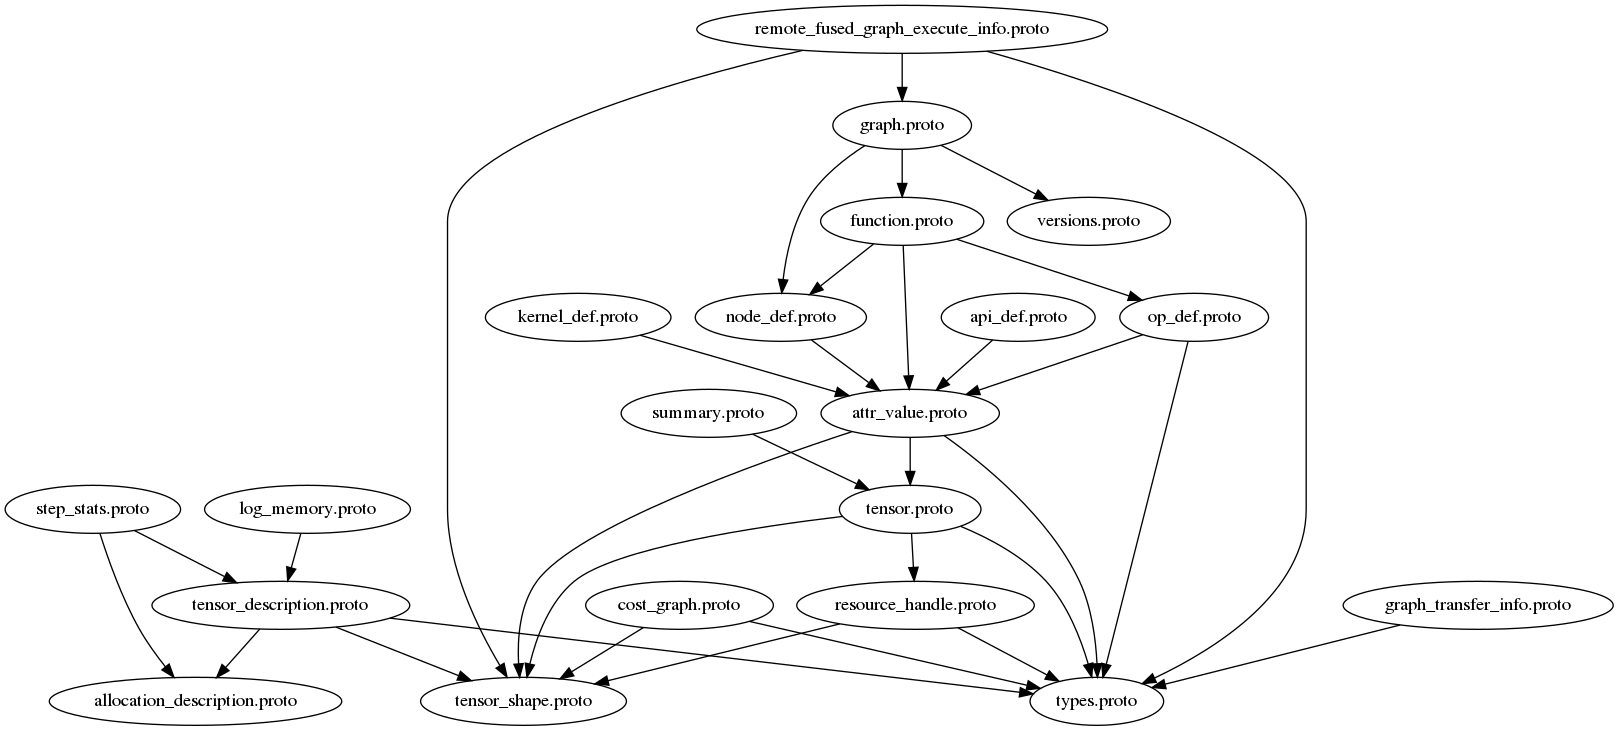 remote_fused_graph_execute_info.proto
graph.proto
function.proto
versions.proto
kernel_def.proto
node_def.proto
api_def.proto
op_def.proto
summary.proto
attr_value.proto
step_stats.proto
log_memory.proto
tensor.proto
tensor_description.proto
cost_graph.proto
resource_handle.proto
graph_transfer_info.proto
allocation_description.proto
tensor_shape.proto
types.proto